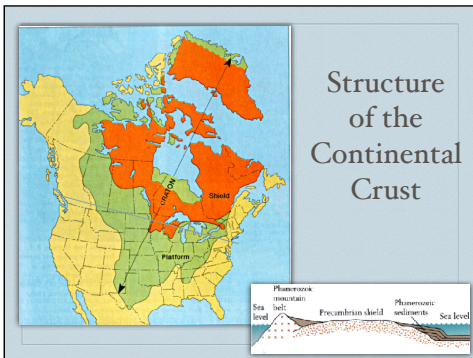 Structure
of the
Continental
Crust
CRATON
Shield
Platform
Phanerozoic
mountain
belt
Sea
level
Precambrian shield
Phanerozoic
sediments
Sea level